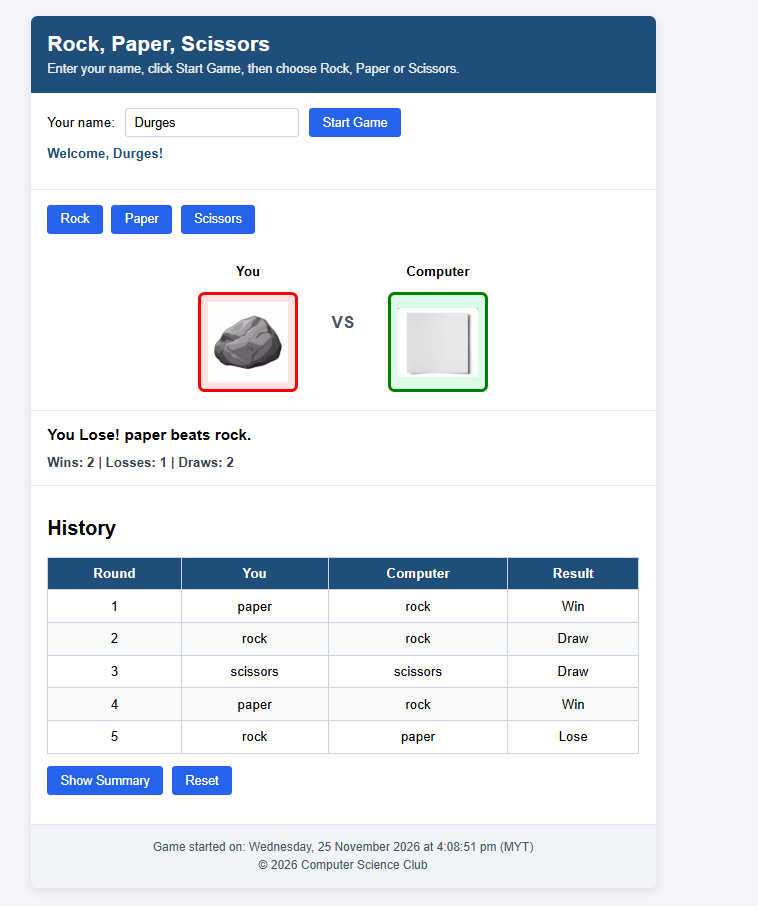 Rock, Paper, Scissors
Enter your name, click Start Game, then choose Rock, Paper or Scissors.
Your name: Durges Start Game
Welcome, Durges!
Rock Paper Scissors
You Computer
VS
You Lose! paper beats rock.
Wins: 2 | Losses: 1 | Draws: 2
History
Round You Computer Result
1 paper rock Win
2 rock rock Draw
3 scissors scissors Draw
4 paper rock Win
5 rock paper Lose
Show Summary Reset
Game started on: Wednesday, 25 November 2026 at 4:08:51 pm (MYT)
© 2026 Computer Science Club